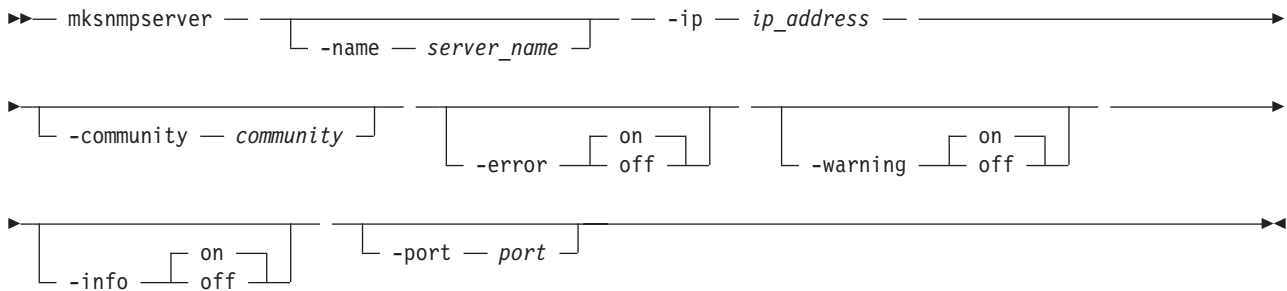 mksnmpserver -ip ip_address
-name server_name
-community community
on on
-error off -warning off
on
-info off -port port